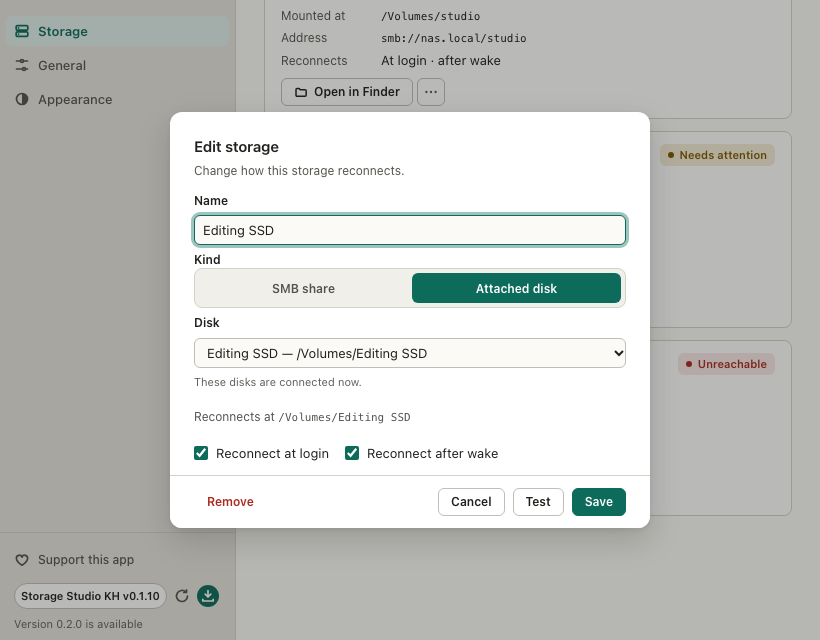 Storage
General
Appearance
Mounted at /Volumes/studio
Address smb://nas.local/studio
Reconnects At login · after wake
Open in Finder ···
Needs attention
Unreachable
Edit storage
Change how this storage reconnects.
Name
Editing SSD
Kind
SMB share Attached disk
Disk
Editing SSD — /Volumes/Editing SSD
These disks are connected now.
Reconnects at /Volumes/Editing SSD
Reconnect at login Reconnect after wake
Remove Cancel Test Save
Support this app
Storage Studio KH v0.1.10
Version 0.2.0 is available